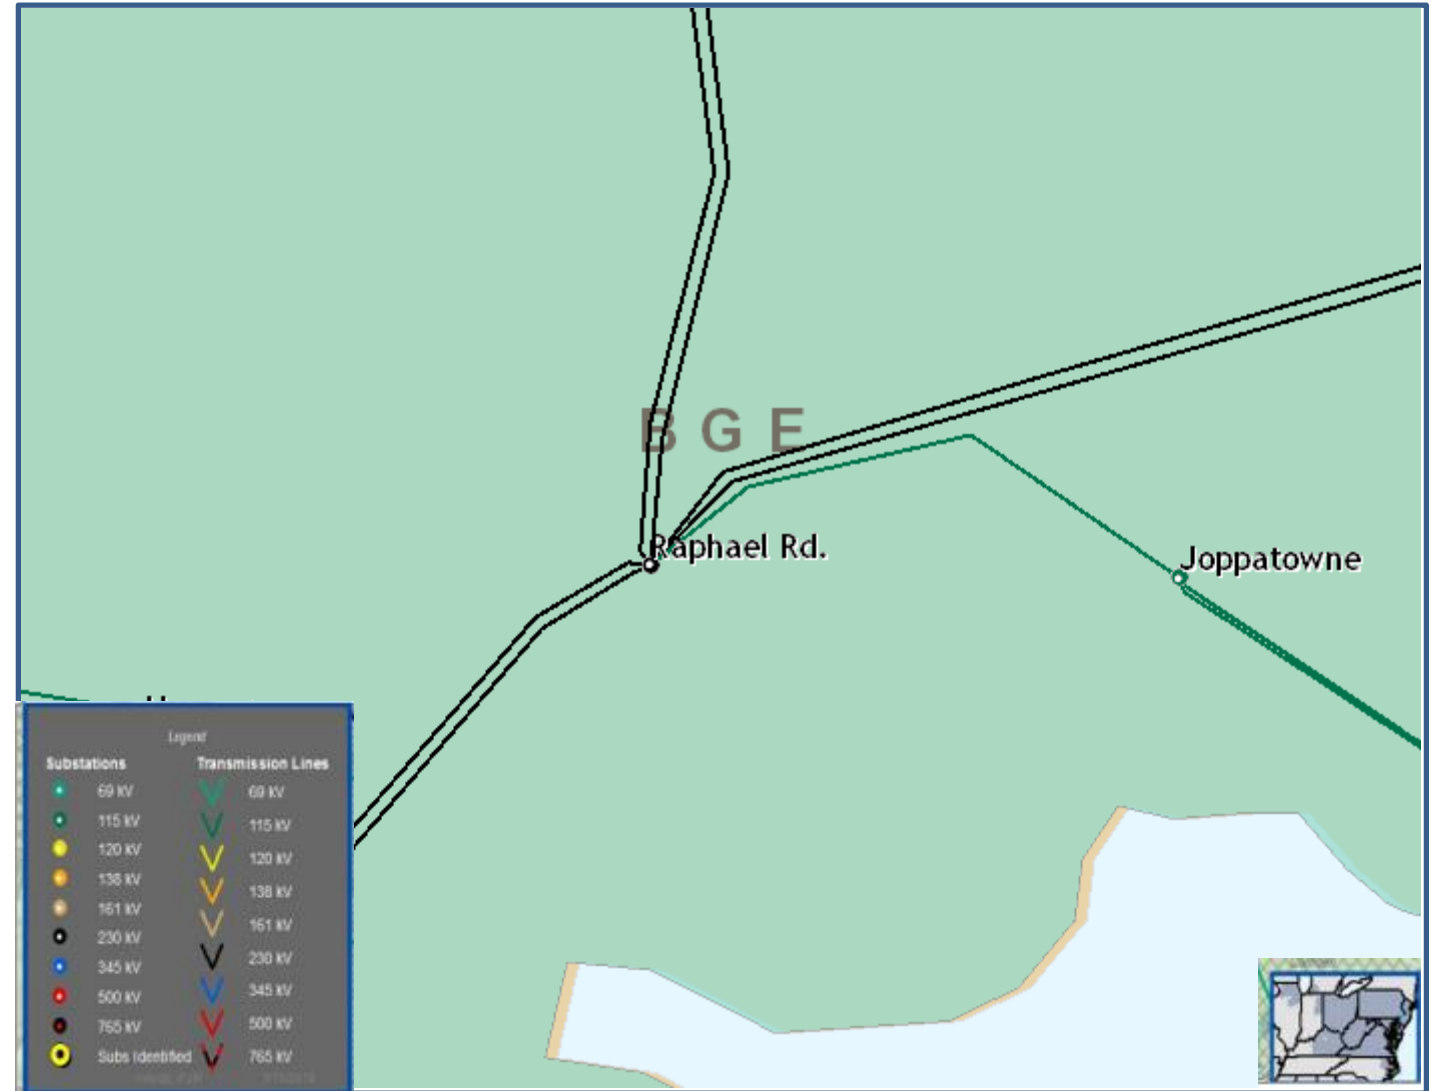 B G E
Raphael Rd.
Joppatowne
Legend
Substations
Transmission Lines
69 kV
69 kV
115 kV
115 kV
120 kV
120 kV
138 kV
138 kV
161 kV
161 kV
230 kV
230 kV
345 kV
345 kV
500 kV
500 kV
765 kV
Subs Identified
765 kV